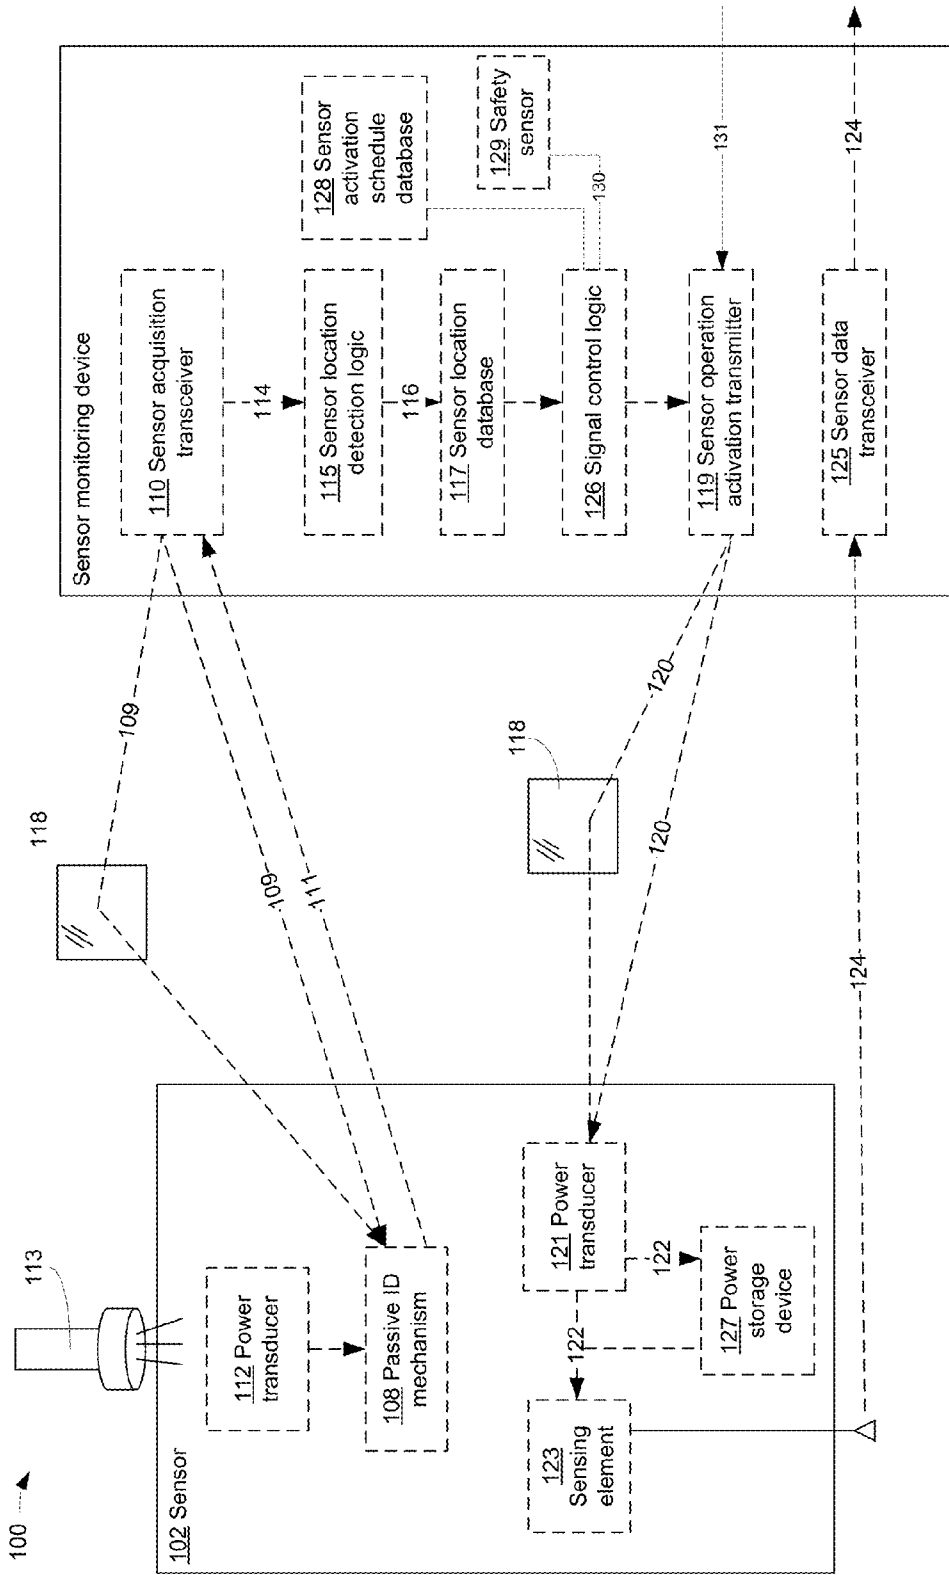 100
113
102 Sensor
112 Power
transducer
108 Passive ID
mechanism
123
Sensing
element
121 Power
transducer
122
122
127 Power
storage
device
118
109
109
111
118
120
120
124
Sensor monitoring device
110 Sensor acquisition
transceiver
114
115 Sensor location
detection logic
116
117 Sensor location
database
126 Signal control logic
119 Sensor operation
activation transmitter
125 Sensor data
transceiver
128 Sensor
activation
schedule
database
129 Safety
sensor
130
131
124